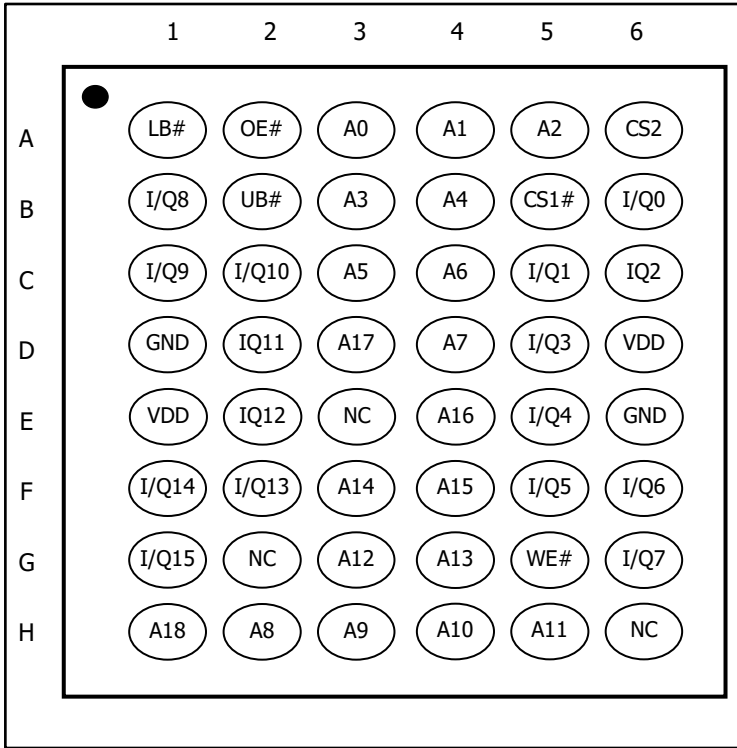 1 2 3 4 5 6
A LB# OE# A0 A1 A2 CS2
B I/Q8 UB# A3 A4 CS1# I/Q0
C I/Q9 I/Q10 A5 A6 I/Q1 IQ2
D GND IQ11 A17 A7 I/Q3 VDD
E VDD IQ12 NC A16 I/Q4 GND
F I/Q14 I/Q13 A14 A15 I/Q5 I/Q6
G I/Q15 NC A12 A13 WE# I/Q7
H A18 A8 A9 A10 A11 NC